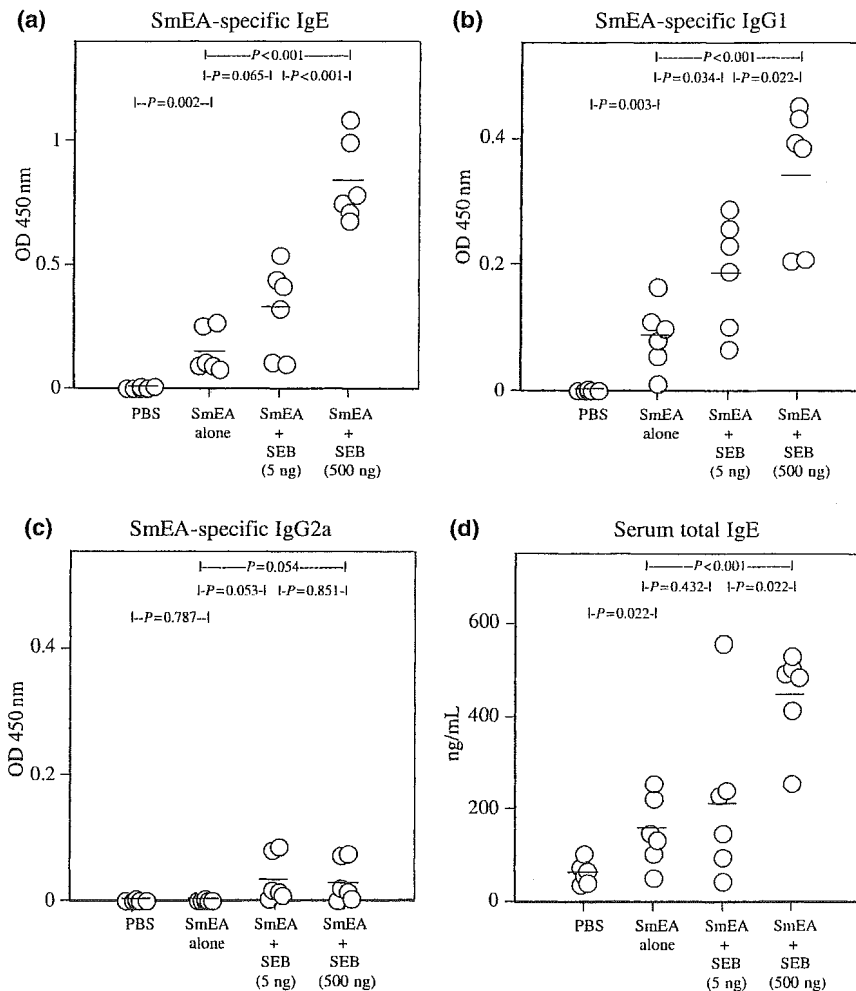 (a)
SmEA-specific IgE
P<0.001
P=0.065
P<0.001
P=0.002
OD 450 nm
1
0.5
0
PBS
SmEA alone
SmEA + SEB (5 ng)
SmEA + SEB (500 ng)
(b)
SmEA-specific IgG1
P<0.001
P=0.034
P=0.022
P=0.003
OD 450 nm
0.4
0.2
0
PBS
SmEA alone
SmEA + SEB (5 ng)
SmEA + SEB (500 ng)
(c)
SmEA-specific IgG2a
P=0.054
P=0.053
P=0.851
P=0.787
OD 450 nm
0.4
0.2
0
PBS
SmEA alone
SmEA + SEB (5 ng)
SmEA + SEB (500 ng)
(d)
Serum total IgE
P<0.001
P=0.432
P=0.022
P=0.022
ng/mL
600
400
200
0
PBS
SmEA alone
SmEA + SEB (5 ng)
SmEA + SEB (500 ng)